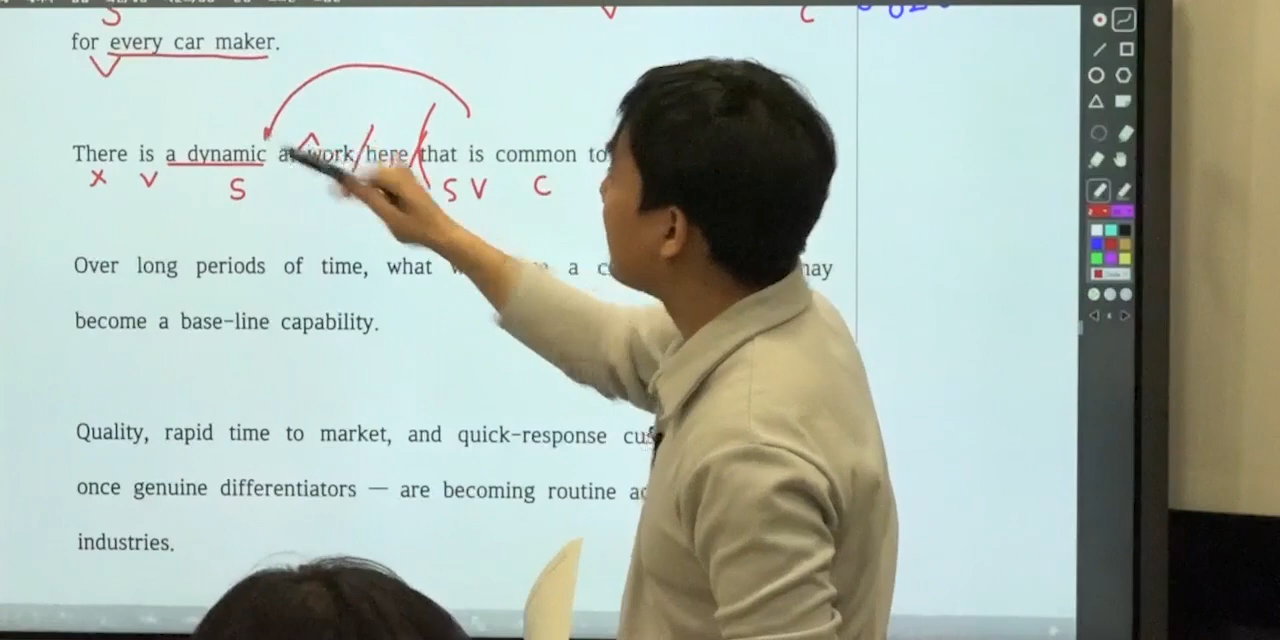 S V C
for every car maker.
There is a dynamic at work here that is common to
x v S S V C
Over long periods of time, what a may
become a base-line capability.
Quality, rapid time to market, and quick-response
once genuine differentiators — are becoming routine
industries.